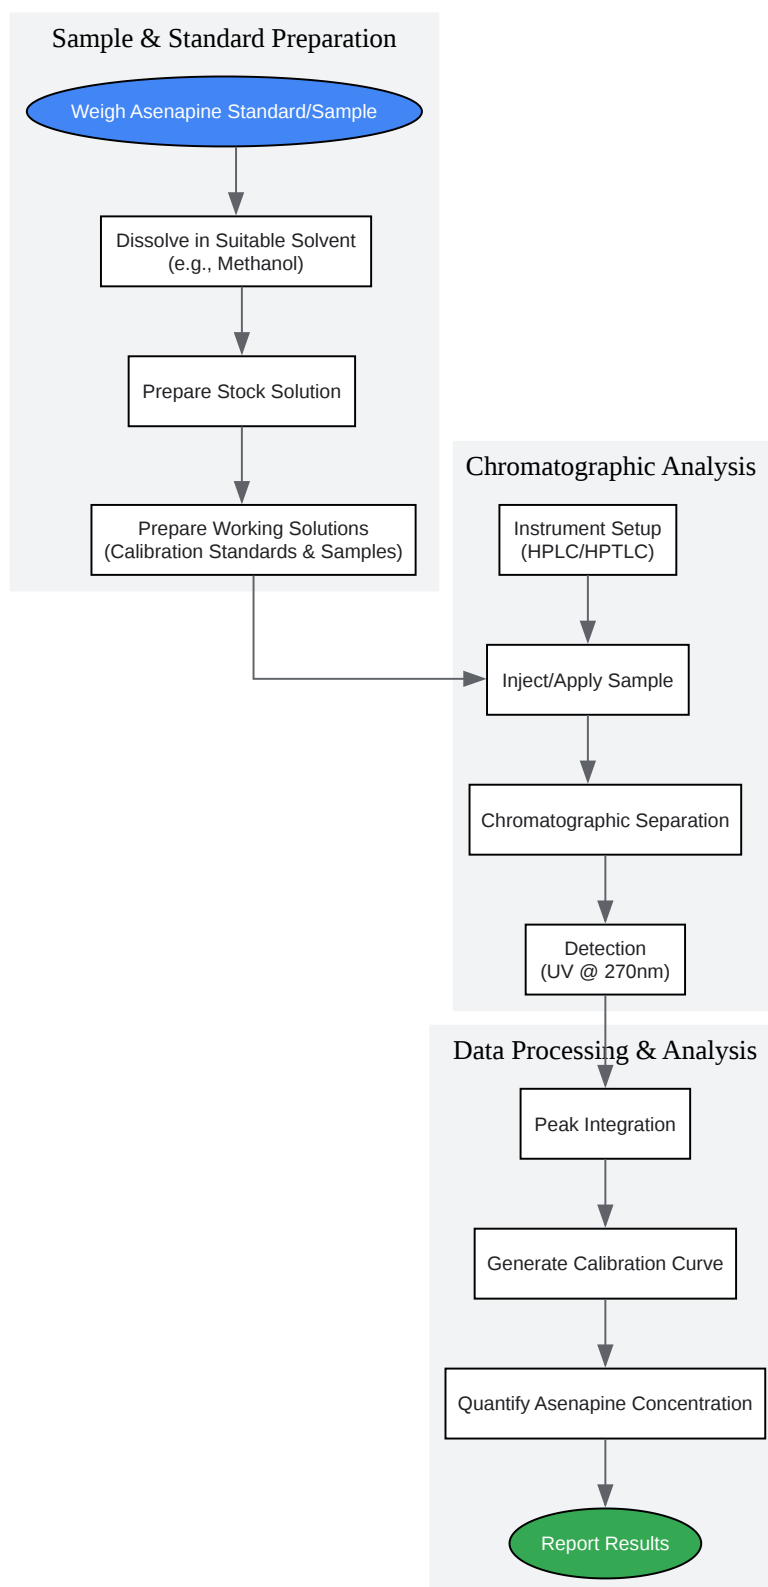 Sample & Standard Preparation
Weigh Asenapine Standard/Sample
Dissolve in Suitable Solvent
(e.g., Methanol)
Prepare Stock Solution
Prepare Working Solutions
(Calibration Standards & Samples)
Chromatographic Analysis
Instrument Setup
(HPLC/HPTLC)
Inject/Apply Sample
Chromatographic Separation
Detection
(UV @ 270nm)
Data Processing & Analysis
Peak Integration
Generate Calibration Curve
Quantify Asenapine Concentration
Report Results